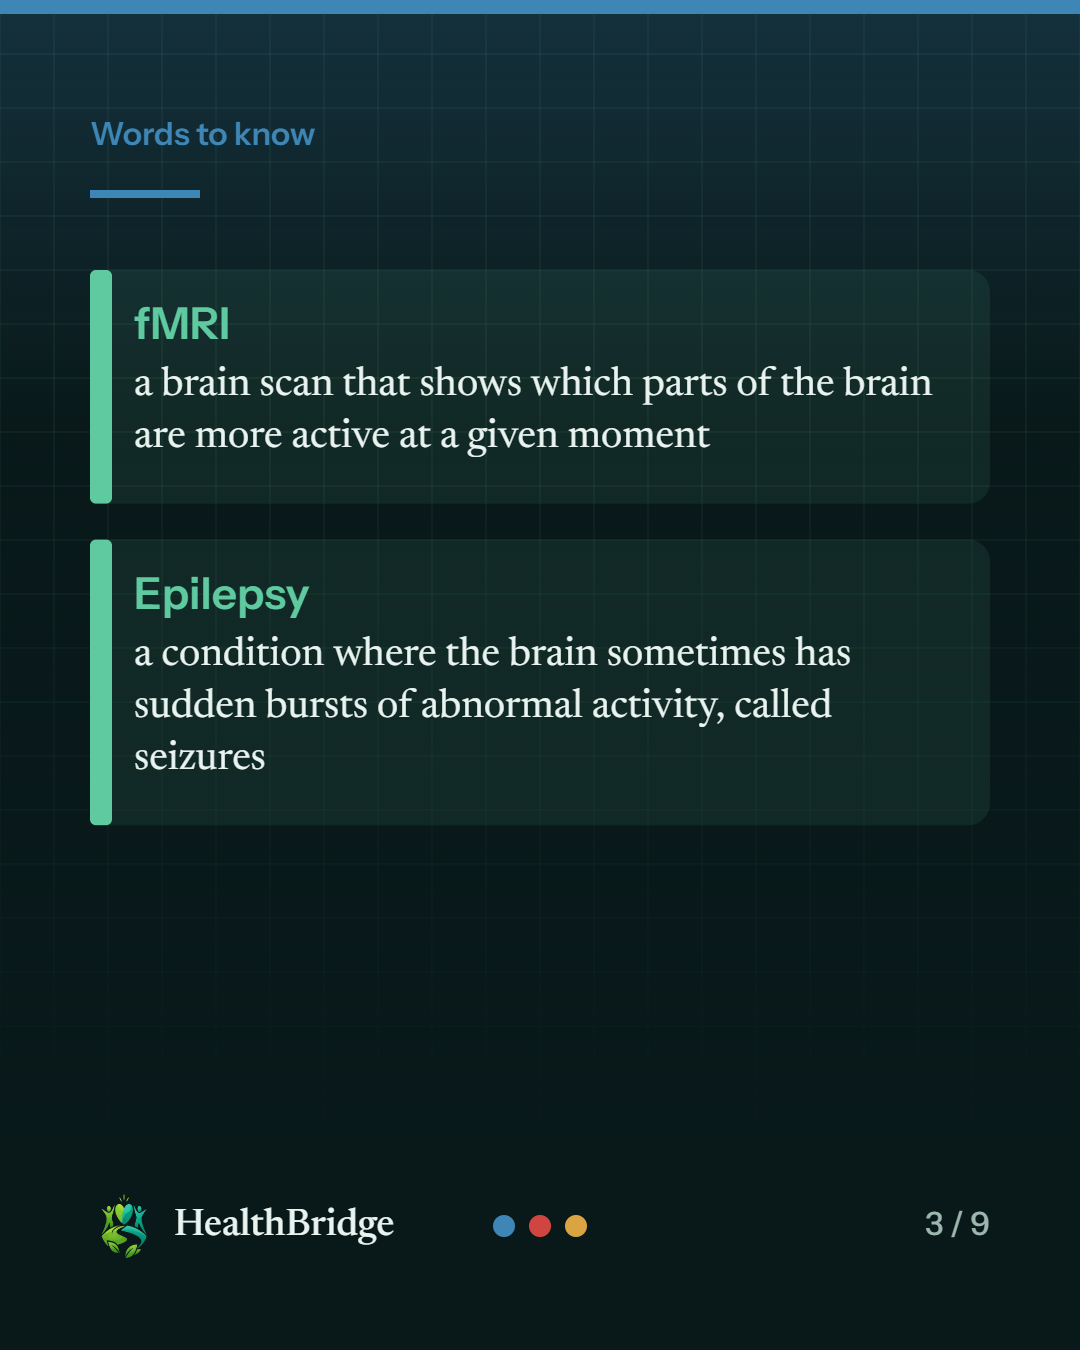 Words to know
fMRI
a brain scan that shows which parts of the brain
are more active at a given moment
Epilepsy
a condition where the brain sometimes has
sudden bursts of abnormal activity, called
seizures
HealthBridge
3 / 9